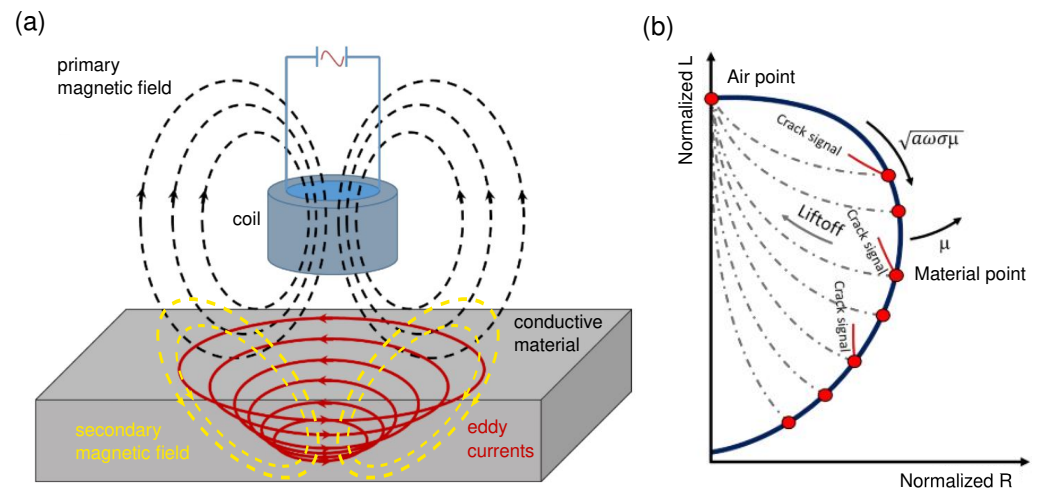 (a)
primary
magnetic field
coil
conductive
material
secondary
magnetic field
eddy
currents
(b)
Normalized L
Air point
Crack signal
√aωσμ
Liftoff
Crack signal
μ
Material point
Crack signal
Normalized R